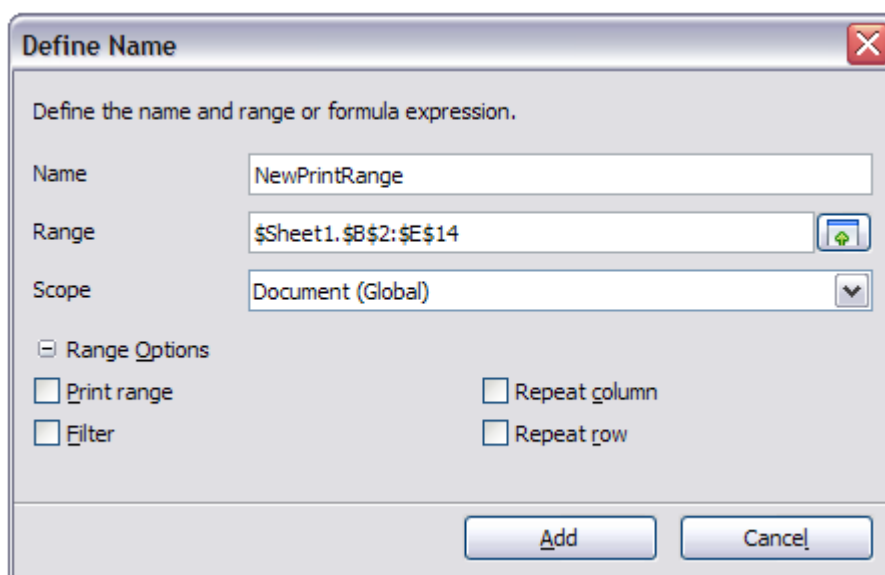 Define Name
Define the name and range or formula expression.
Name NewPrintRange
Range $Sheet1.$B$2:$E$14
Scope Document (Global)
Range Options
Print range Repeat column
Filter Repeat row
Add Cancel